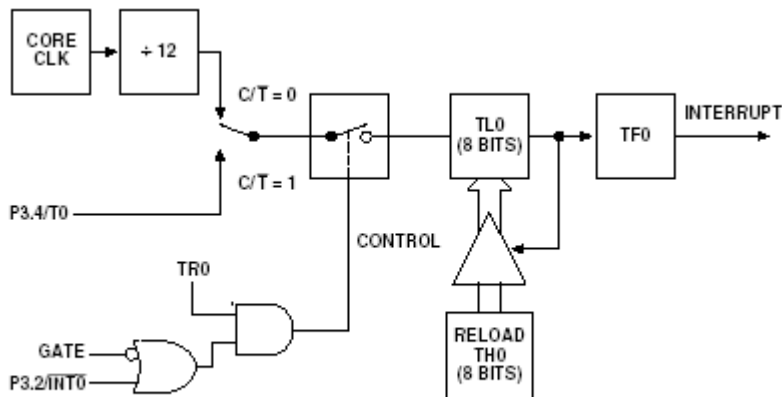 CORE
CLK
÷ 12
C/T̅ = 0
C/T̅ = 1
P3.4/T0
TL0
(8 BITS)
TF0
INTERRUPT
CONTROL
TR0
GATE
P3.2/I̅N̅T̅0̅
RELOAD
TH0
(8 BITS)